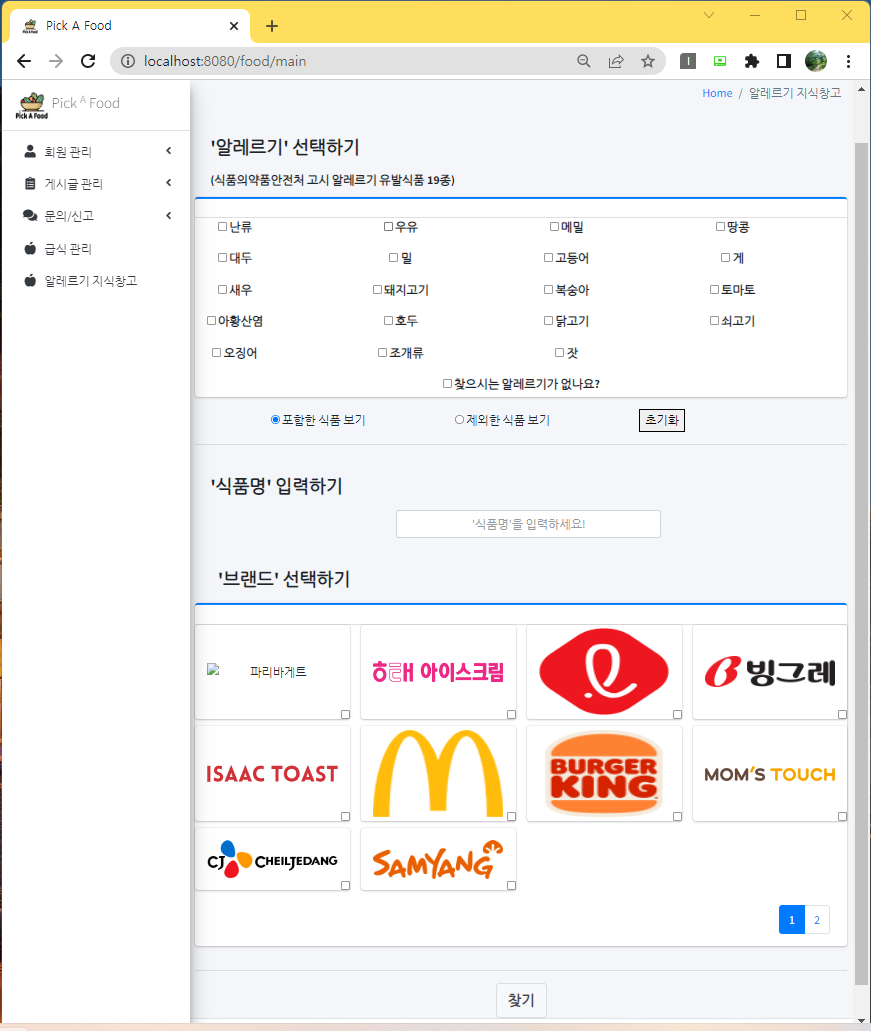 Pick A Food
localhost:8080/food/main
Pick A Food
Pick A Food
Home / 알레르기 지식창고
회원 관리
게시글 관리
문의/신고
급식 관리
알레르기 지식창고
'알레르기' 선택하기
(식품의약품안전처 고시 알레르기 유발식품 19종)
난류 우유 메밀 땅콩
대두 밀 고등어 게
새우 돼지고기 복숭아 토마토
아황산염 호두 닭고기 쇠고기
오징어 조개류 잣
찾으시는 알레르기가 없나요?
포함한 식품 보기 제외한 식품 보기 초기화
'식품명' 입력하기
'식품명'을 입력하세요!
'브랜드' 선택하기
파리바게트 해태 아이스크림 빙그레
ISAAC TOAST BURGER KING MOM'S TOUCH
CJ CHEILJEDANG SAMYANG
1 2
찾기